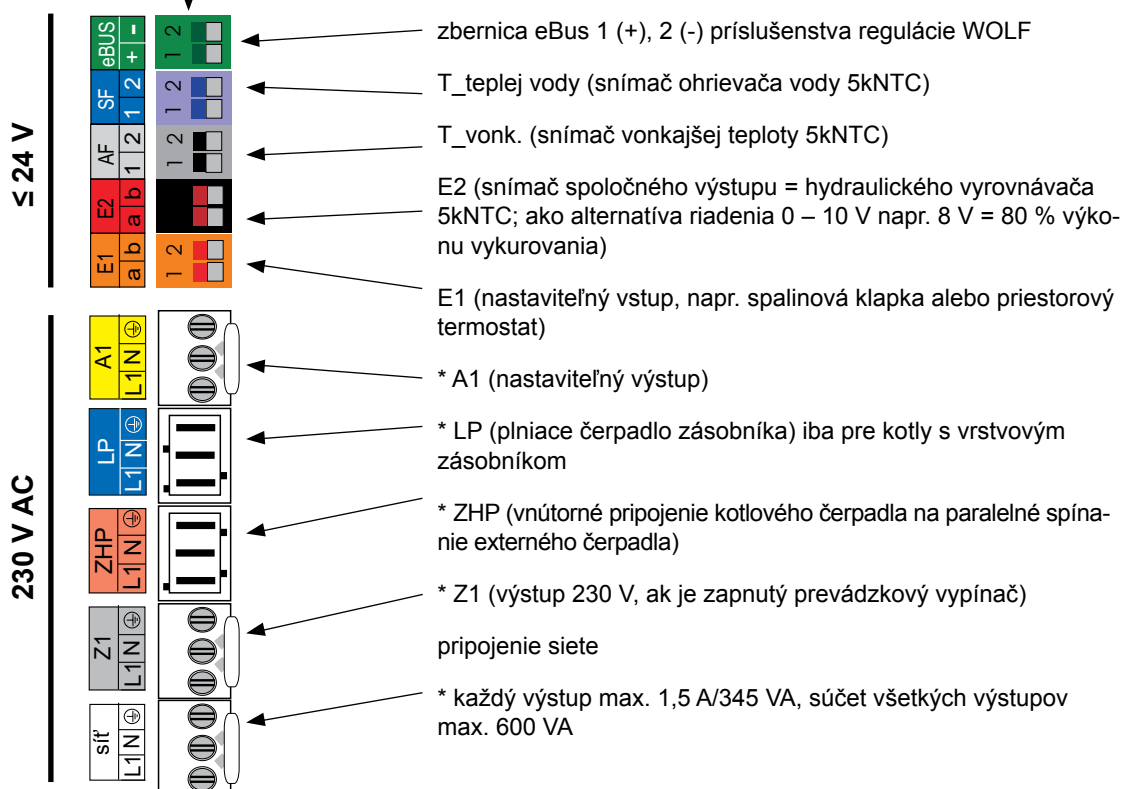 ≤ 24 V
eBUS + -
1 2
zbernica eBus 1 (+), 2 (-) príslušenstva regulácie WOLF
SF 1 2
1 2
T_teplej vody (snímač ohrievača vody 5kNTC)
AF 1 2
1 2
T_vonk. (snímač vonkajšej teploty 5kNTC)
E2 a b
E2 (snímač spoločného výstupu = hydraulického vyrovnávača
5kNTC; ako alternatíva riadenia 0 – 10 V napr. 8 V = 80 % výko-
nu vykurovania)
E1 a b
1 2
E1 (nastaviteľný vstup, napr. spalinová klapka alebo priestorový
termostat)
230 V AC
A1 L1 N
* A1 (nastaviteľný výstup)
LP L1 N
* LP (plniace čerpadlo zásobníka) iba pre kotly s vrstvovým
zásobníkom
ZHP L1 N
* ZHP (vnútorné pripojenie kotlového čerpadla na paralelné spína-
nie externého čerpadla)
Z1 L1 N
* Z1 (výstup 230 V, ak je zapnutý prevádzkový vypínač)
pripojenie siete
síť L1 N
* každý výstup max. 1,5 A/345 VA, súčet všetkých výstupov
max. 600 VA